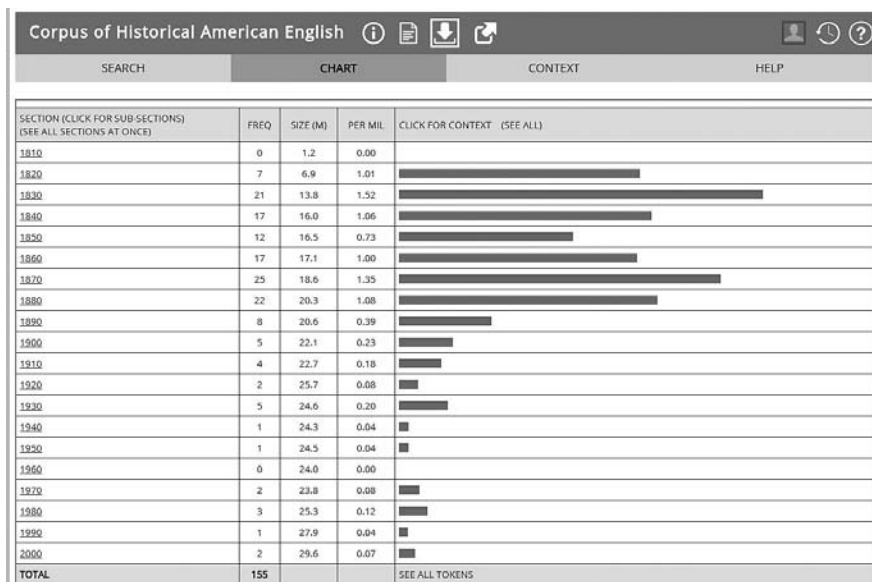 Corpus of Historical American English
SEARCH CHART CONTEXT HELP
SECTION (CLICK FOR SUB-SECTIONS)
(SEE ALL SECTIONS AT ONCE) FREQ SIZE (M) PER MIL CLICK FOR CONTEXT (SEE ALL)
1810 0 1.2 0.00
1820 7 6.9 1.01
1830 21 13.8 1.52
1840 17 16.0 1.06
1850 12 16.5 0.73
1860 17 17.1 1.00
1870 25 18.6 1.35
1880 22 20.3 1.08
1890 8 20.6 0.39
1900 5 22.1 0.23
1910 4 22.7 0.18
1920 2 25.7 0.08
1930 5 24.6 0.20
1940 1 24.3 0.04
1950 1 24.5 0.04
1960 0 24.0 0.00
1970 2 23.8 0.08
1980 3 25.3 0.12
1990 1 27.9 0.04
2000 2 29.6 0.07
TOTAL 155 SEE ALL TOKENS